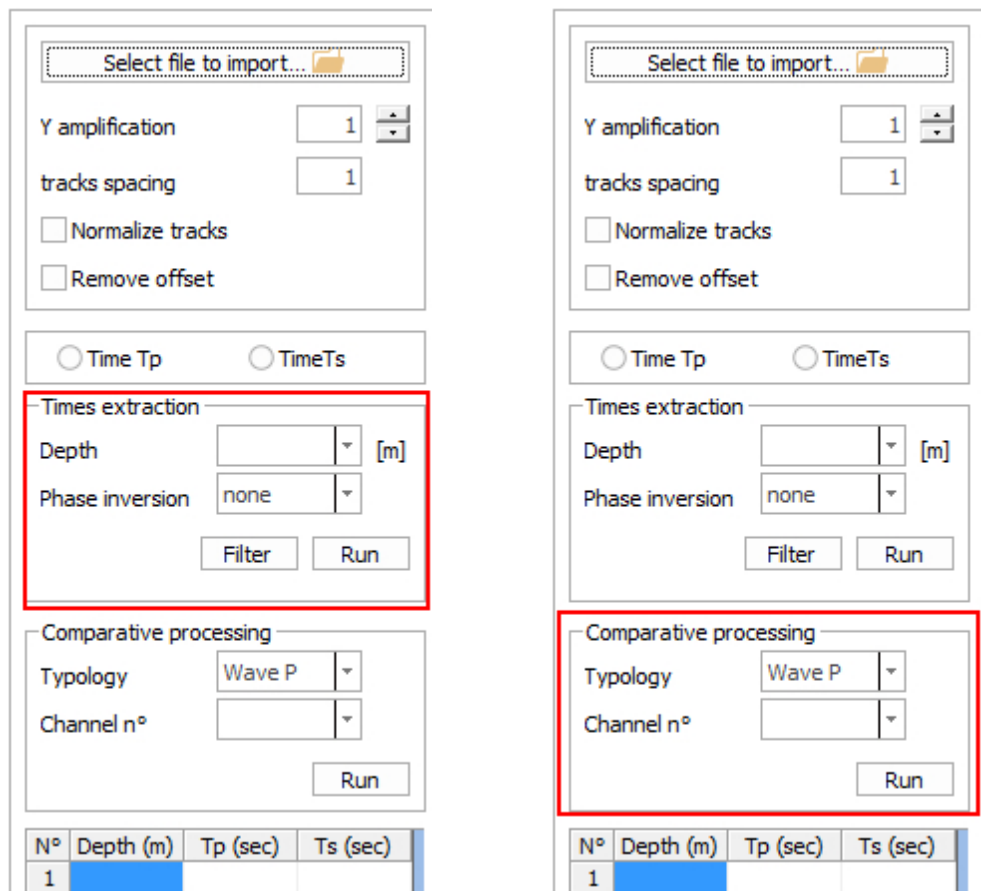 Select file to import...
Y amplification 1
tracks spacing 1
Normalize tracks
Remove offset
Time Tp TimeTs
Times extraction
Depth [m]
Phase inversion none
Filter Run
Comparative processing
Typology Wave P
Channel n°
Run
N° Depth (m) Tp (sec) Ts (sec)
1
Select file to import...
Y amplification 1
tracks spacing 1
Normalize tracks
Remove offset
Time Tp TimeTs
Times extraction
Depth [m]
Phase inversion none
Filter Run
Comparative processing
Typology Wave P
Channel n°
Run
N° Depth (m) Tp (sec) Ts (sec)
1